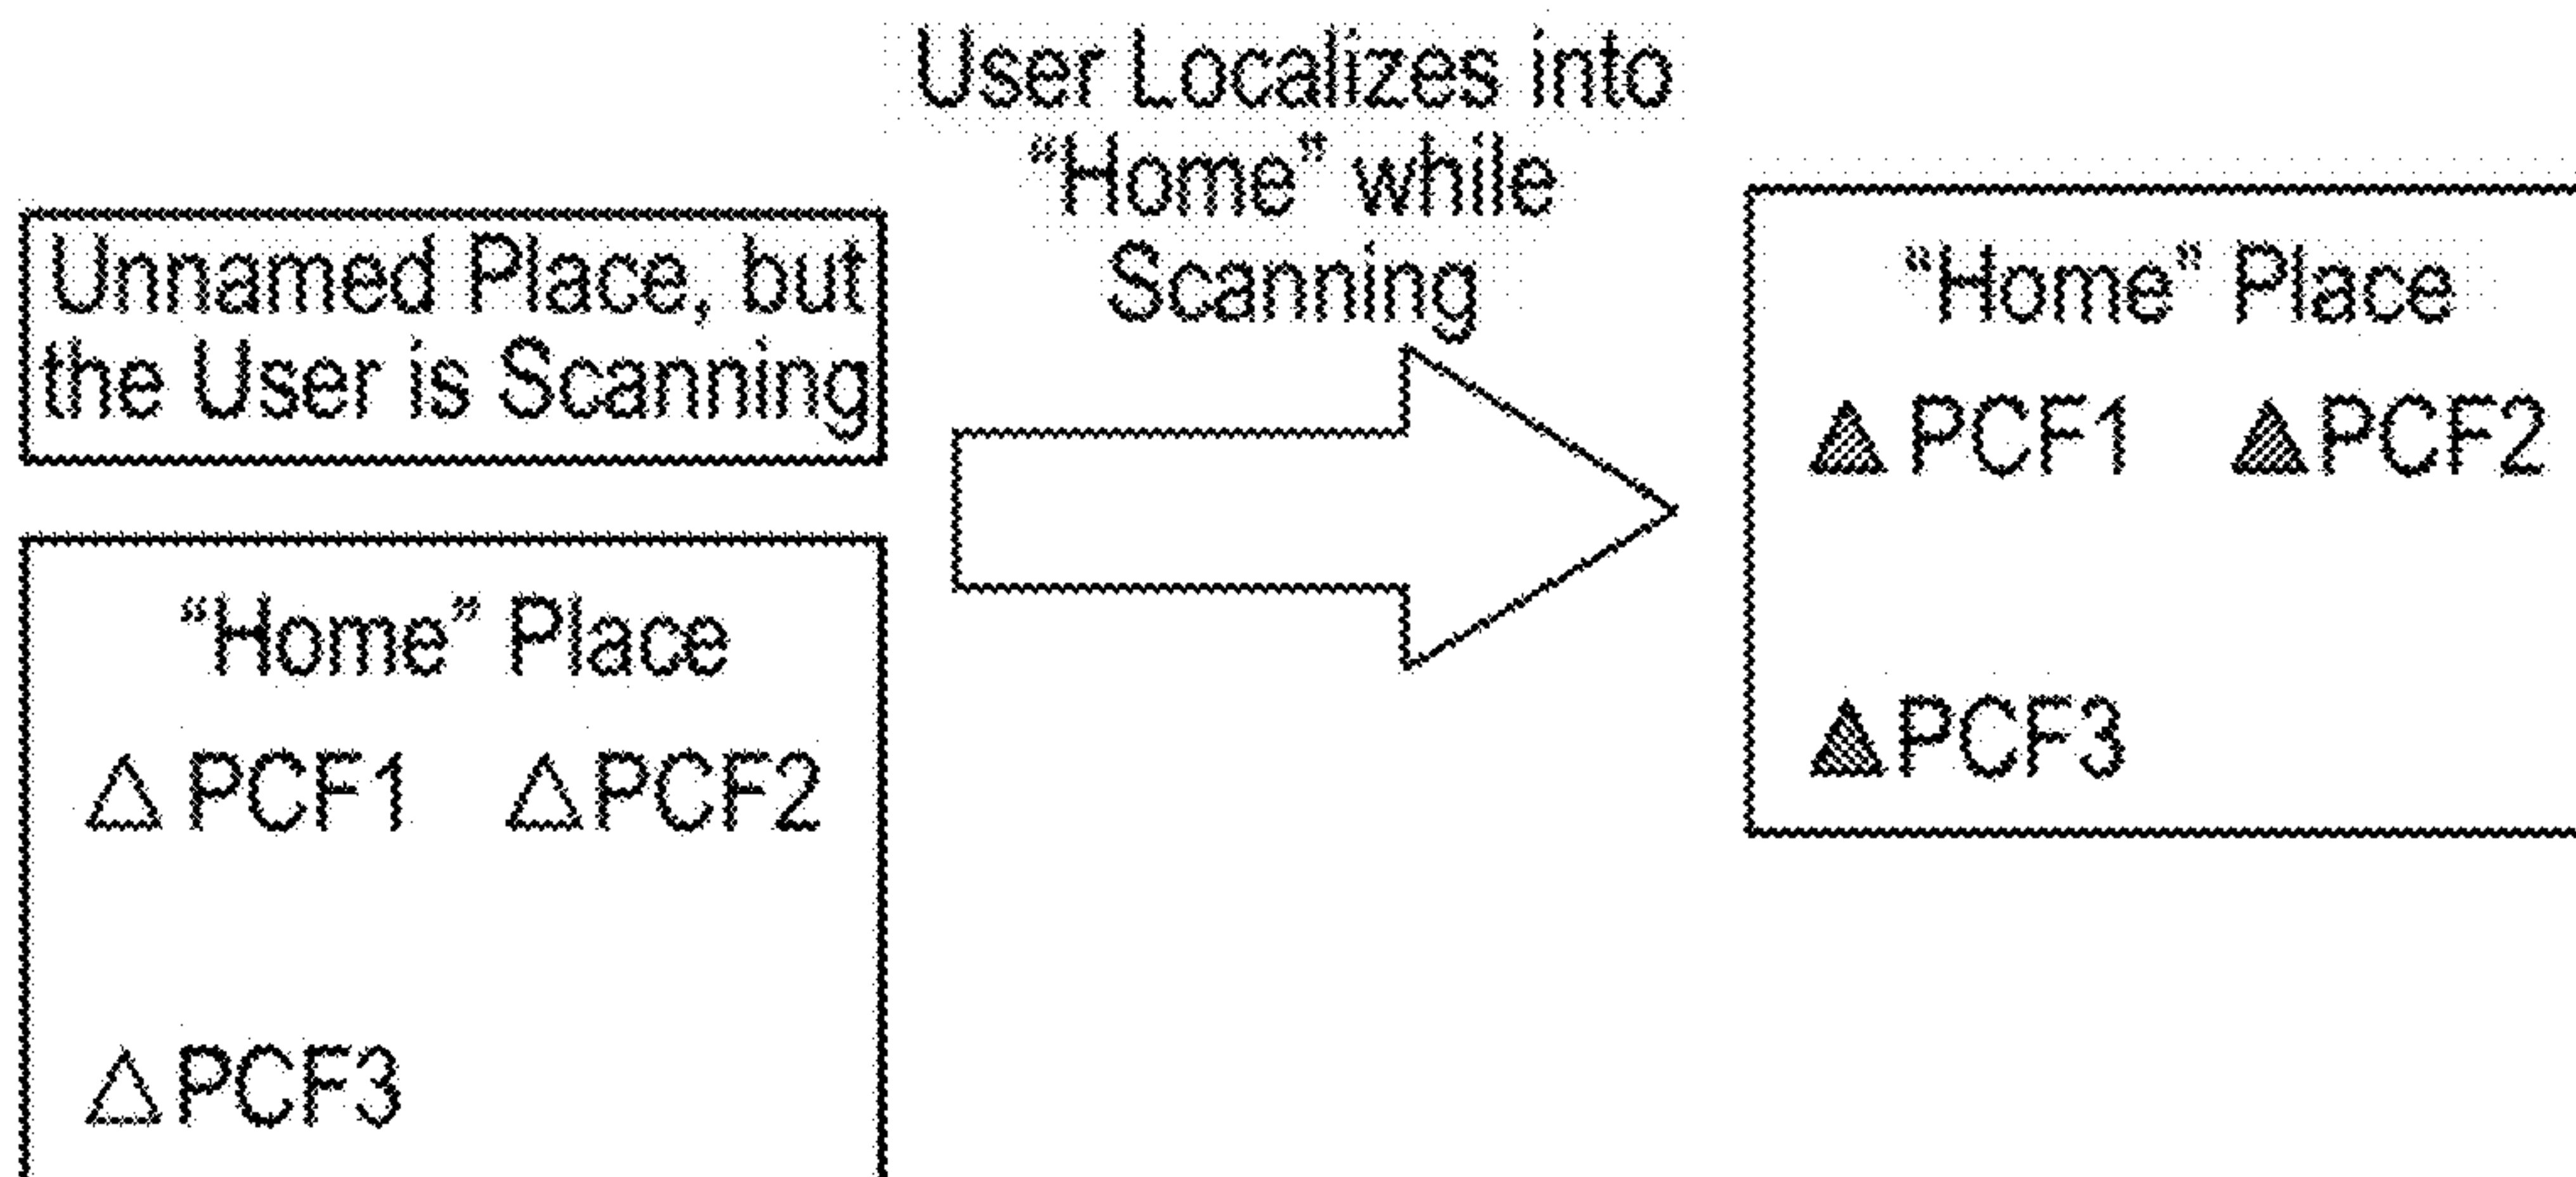 Unnamed Place, but
the User is Scanning
“Home” Place
PCF1 PCF2
PCF3
User Localizes into
“Home” while
Scanning
“Home” Place
PCF1 PCF2
PCF3